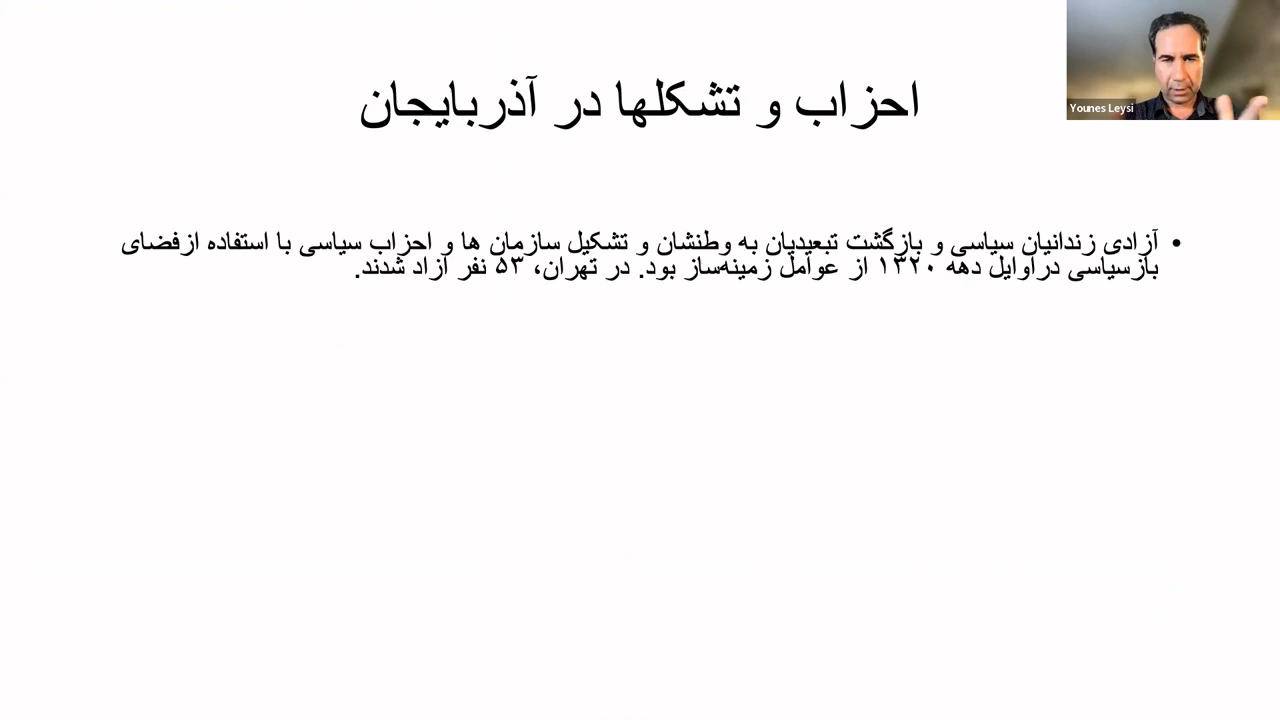 احزاب و تشکلها در آذربایجان
Younes Leysi
• آزادی زندانیان سیاسی و بازگشت تبعیدیان به وطنشان و تشکیل سازمان ها و احزاب سیاسی با استفاده ازفضای
بازسیاسی دراوایل دهه ۱۳۲۰ از عوامل زمینه‌ساز بود. در تهران، ۵۳ نفر آزاد شدند.